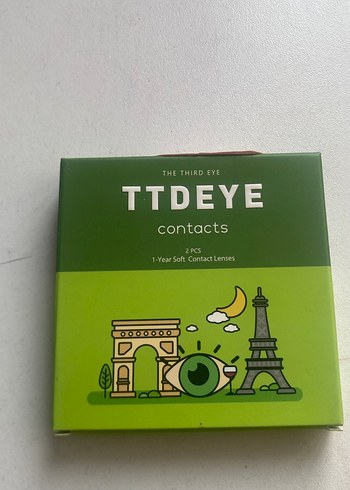 THE THIRD EYE
TTDEYE
contacts
2 PCS
1-Year Soft Contact Lenses